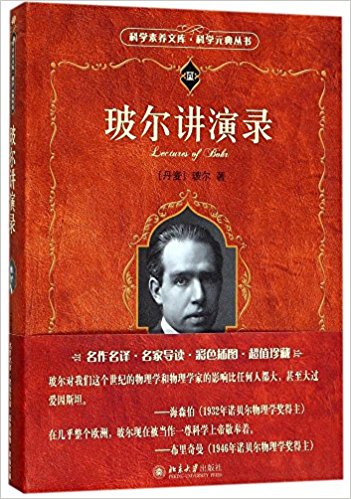 科学素养文库·科学元典丛书
玻尔讲演录
Lectures of Bohr
〔丹麦〕玻尔 著
名作名译·名家导读·彩色插图·超值珍藏
玻尔对我们这个世纪的物理学和物理学家的影响比任何人都大，甚至大过
爱因斯坦。
——海森伯（1932年诺贝尔物理学奖得主）
在几乎整个欧洲，玻尔现在被当作一尊科学上帝敬奉着。
——布里奇曼（1946年诺贝尔物理学奖得主）
北京大学出版社
玻尔讲演录